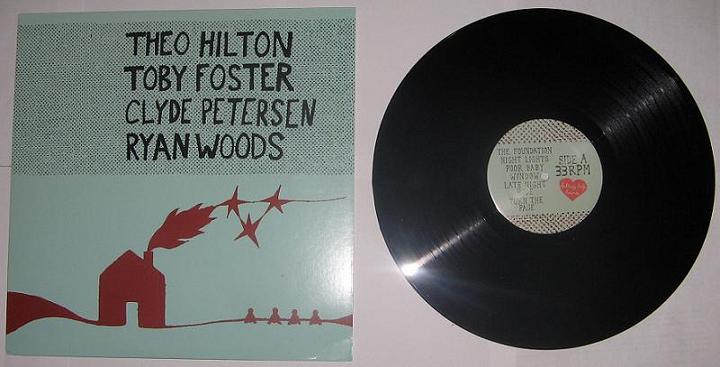 THEO HILTON
TOBY FOSTER
CLYDE PETERSEN
RYAN WOODS
THE FOUNDATION
NIGHT LIGHTS
POOR BABY
WINDOW
LATE NIGHT
TURN THE
PAGE
SIDE A
33 RPM